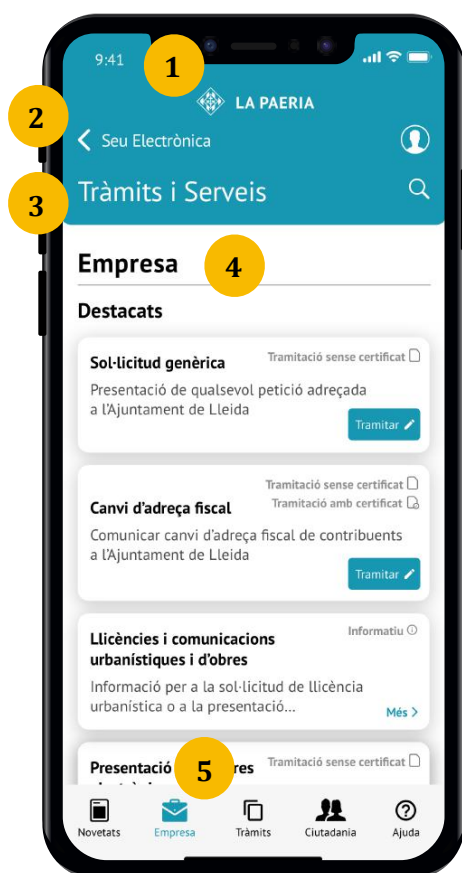 9:41
1
LA PAERIA
2
Seu Electrònica
3
Tràmits i Serveis
Empresa
4
Destacats
Sol·licitud genèrica
Tramitació sense certificat
Presentació de qualsevol petició adreçada
a l'Ajuntament de Lleida
Tramitar
Tramitació sense certificat
Canvi d'adreça fiscal
Tramitació amb certificat
Comunicar canvi d'adreça fiscal de contribuents
a l'Ajuntament de Lleida
Tramitar
Llicències i comunicacions
Informatiu
urbanístiques i d'obres
Informació per a la sol·licitud de llicència
urbanística o a la presentació...
Més >
Presentació
5
res
Tramitació sense certificat
Novetats
Empresa
Tràmits
Ciutadania
Ajuda